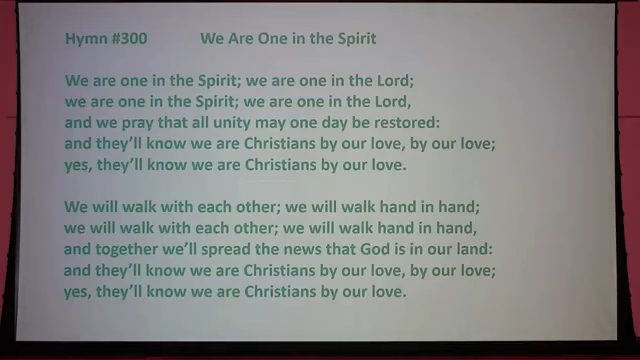 Hymn #300 We Are One in the Spirit
We are one in the Spirit; we are one in the Lord;
we are one in the Spirit; we are one in the Lord,
and we pray that all unity may one day be restored:
and they’ll know we are Christians by our love, by our love;
yes, they’ll know we are Christians by our love.
We will walk with each other; we will walk hand in hand;
we will walk with each other; we will walk hand in hand,
and together we’ll spread the news that God is in our land:
and they’ll know we are Christians by our love, by our love;
yes, they’ll know we are Christians by our love.